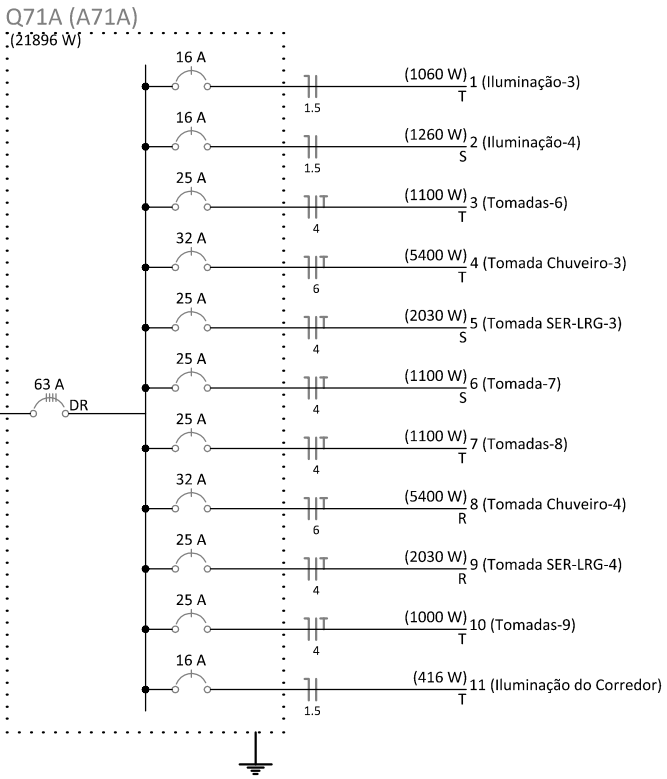 Q71A (A71A)
(21896 W)
16 A
(1060 W) 1 (Iluminação-3)
1.5
T
16 A
(1260 W) 2 (Iluminação-4)
1.5
S
25 A
(1100 W) 3 (Tomadas-6)
4
T
32 A
(5400 W) 4 (Tomada Chuveiro-3)
6
T
25 A
(2030 W) 5 (Tomada SER-LRG-3)
4
S
25 A
(1100 W) 6 (Tomada-7)
4
S
63 A
DR
25 A
(1100 W) 7 (Tomadas-8)
4
T
32 A
(5400 W) 8 (Tomada Chuveiro-4)
6
R
25 A
(2030 W) 9 (Tomada SER-LRG-4)
4
R
25 A
(1000 W) 10 (Tomadas-9)
4
T
16 A
(416 W) 11 (Iluminação do Corredor)
1.5
T